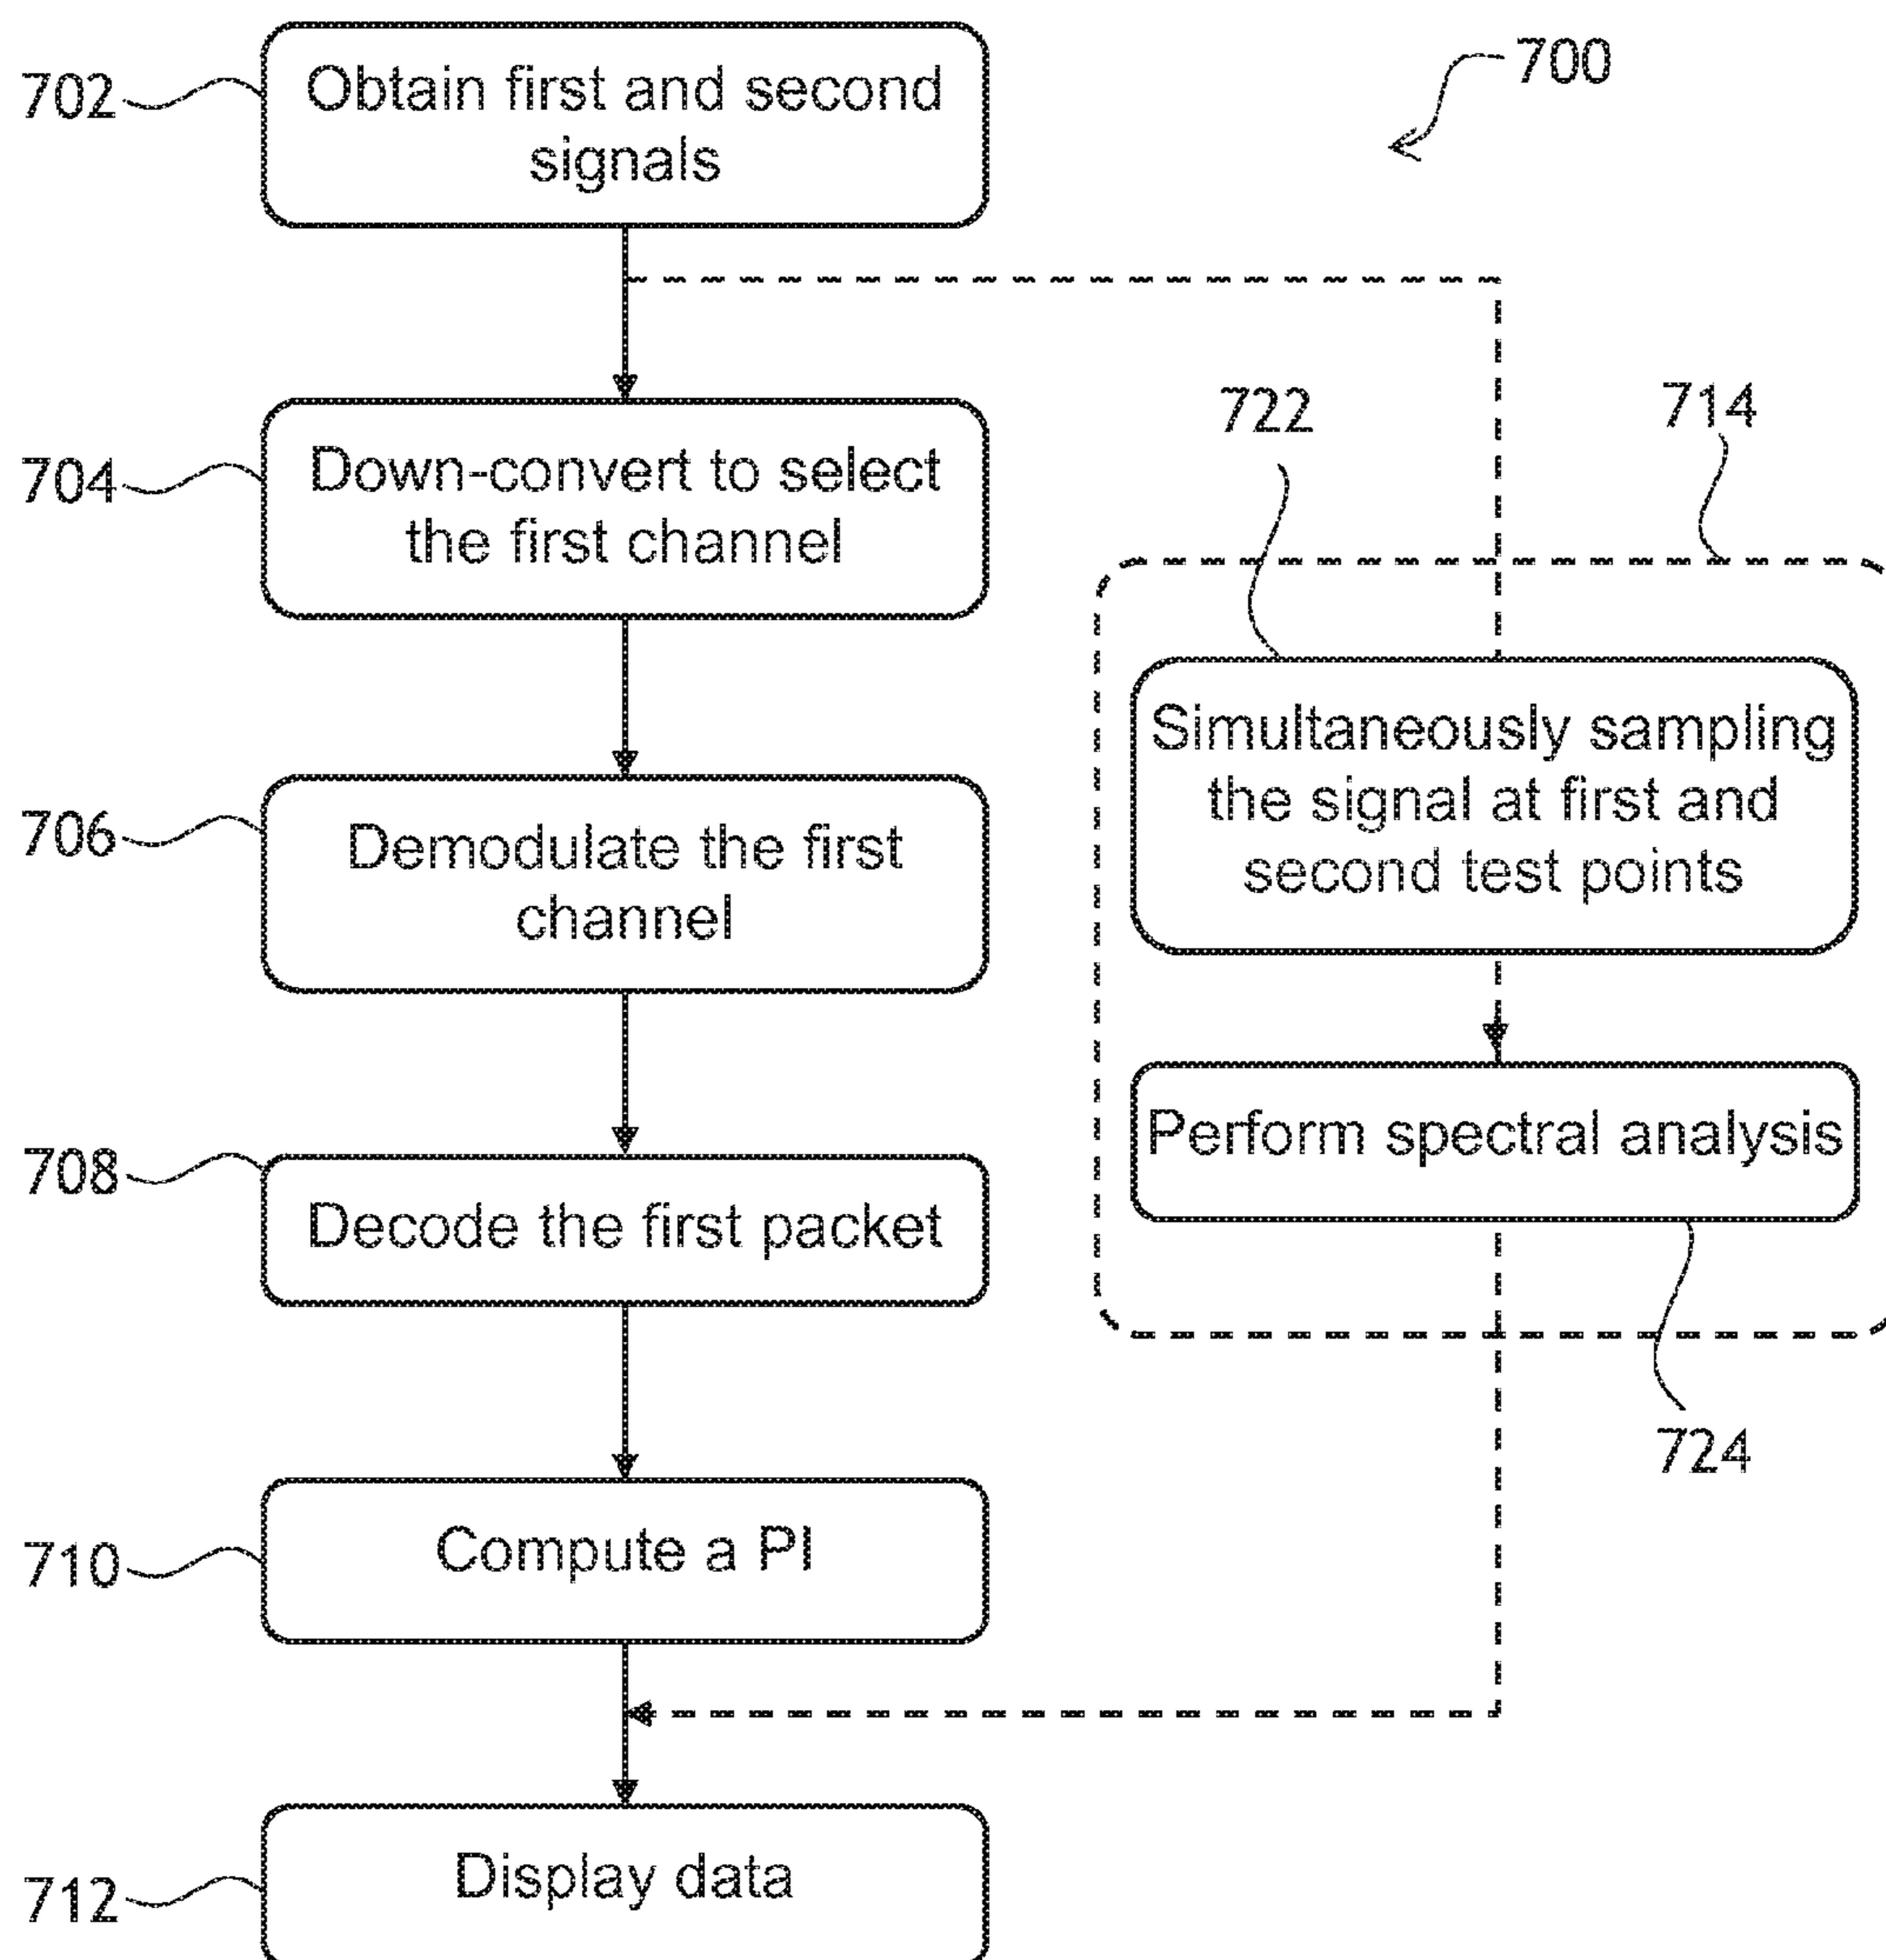 702
Obtain first and second
signals
700
704
Down-convert to select
the first channel
722
714
706
Demodulate the first
channel
Simultaneously sampling
the signal at first and
second test points
708
Decode the first packet
Perform spectral analysis
724
710
Compute a PI
712
Display data